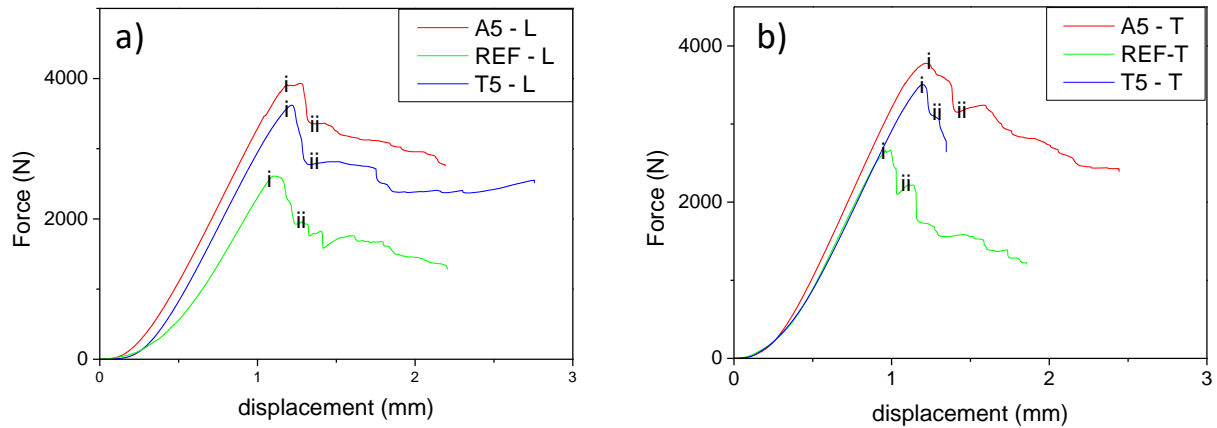 a)
A5 - L
REF - L
T5 - L
4000
2000
0
Force (N)
i
i
i
ii
ii
ii
0
1
2
3
displacement (mm)
b)
A5 - T
REF-T
T5 - T
4000
2000
0
Force (N)
i
i
i
ii
ii
ii
0
1
2
3
displacement (mm)